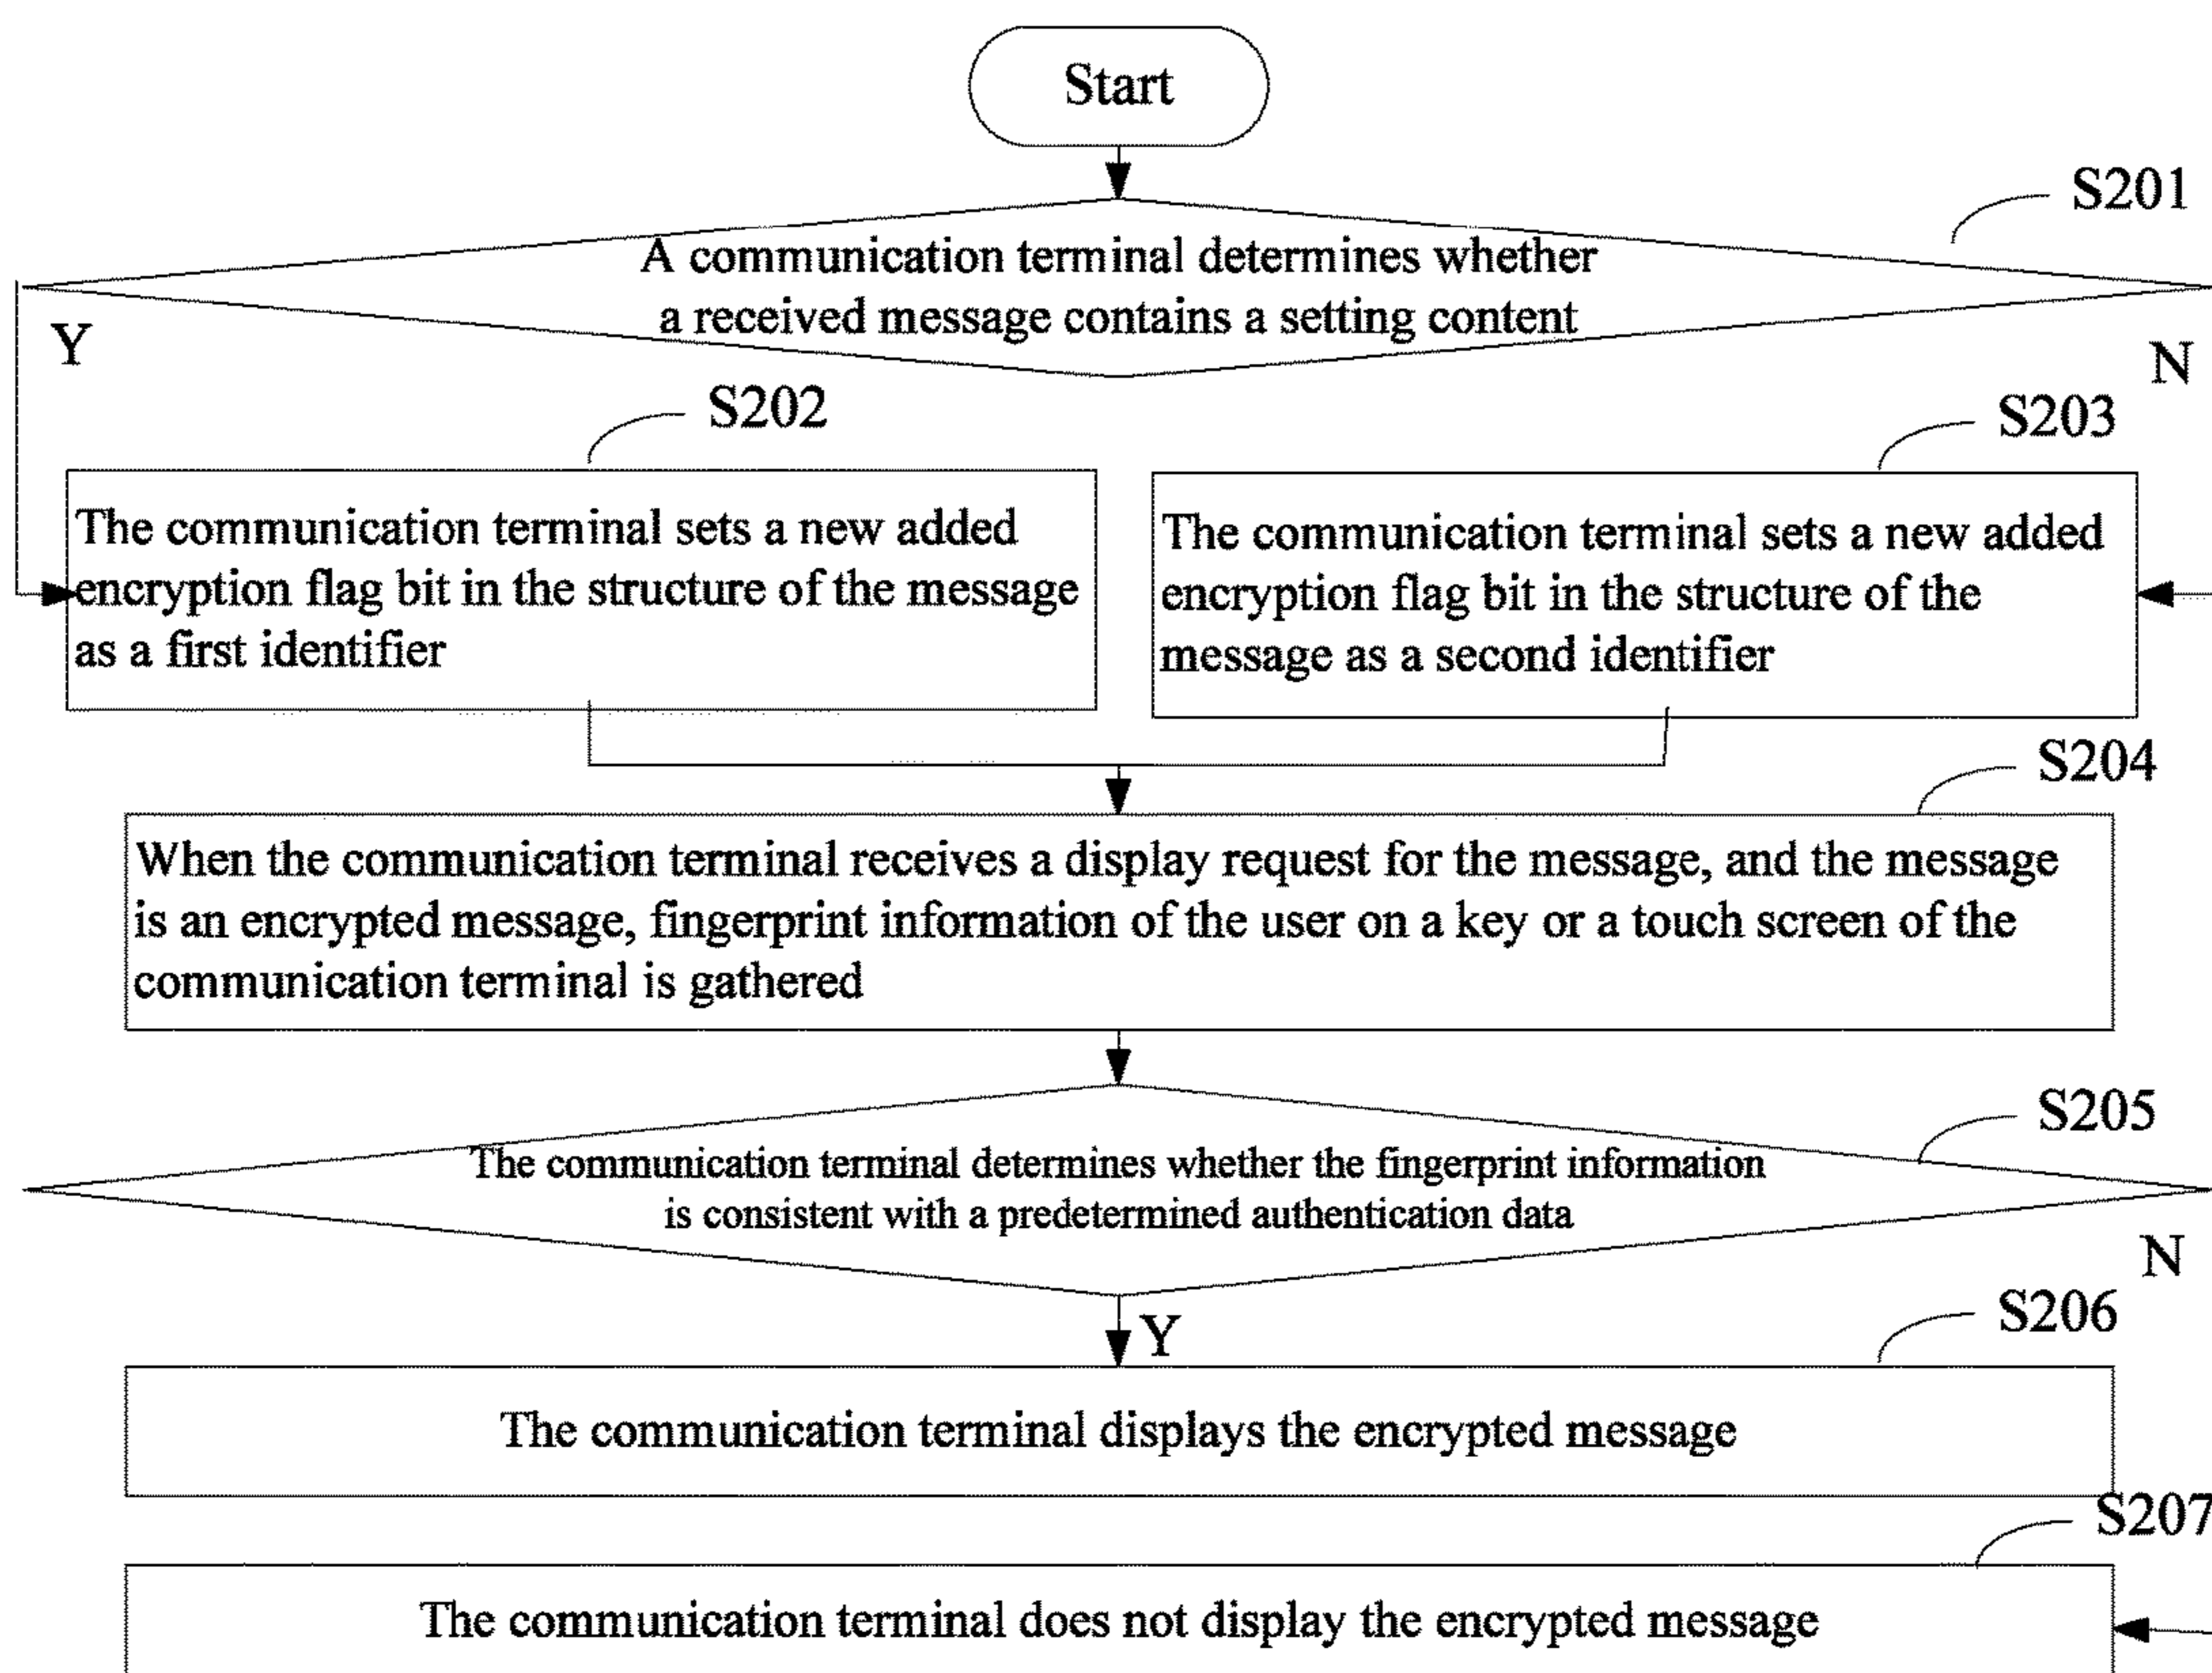 Start
S201
A communication terminal determines whether
a received message contains a setting content
Y
N
S202
S203
The communication terminal sets a new added
encryption flag bit in the structure of the message
as a first identifier
The communication terminal sets a new added
encryption flag bit in the structure of the
message as a second identifier
S204
When the communication terminal receives a display request for the message, and the message
is an encrypted message, fingerprint information of the user on a key or a touch screen of the
communication terminal is gathered
S205
The communication terminal determines whether the fingerprint information
is consistent with a predetermined authentication data
N
Y
S206
The communication terminal displays the encrypted message
S207
The communication terminal does not display the encrypted message